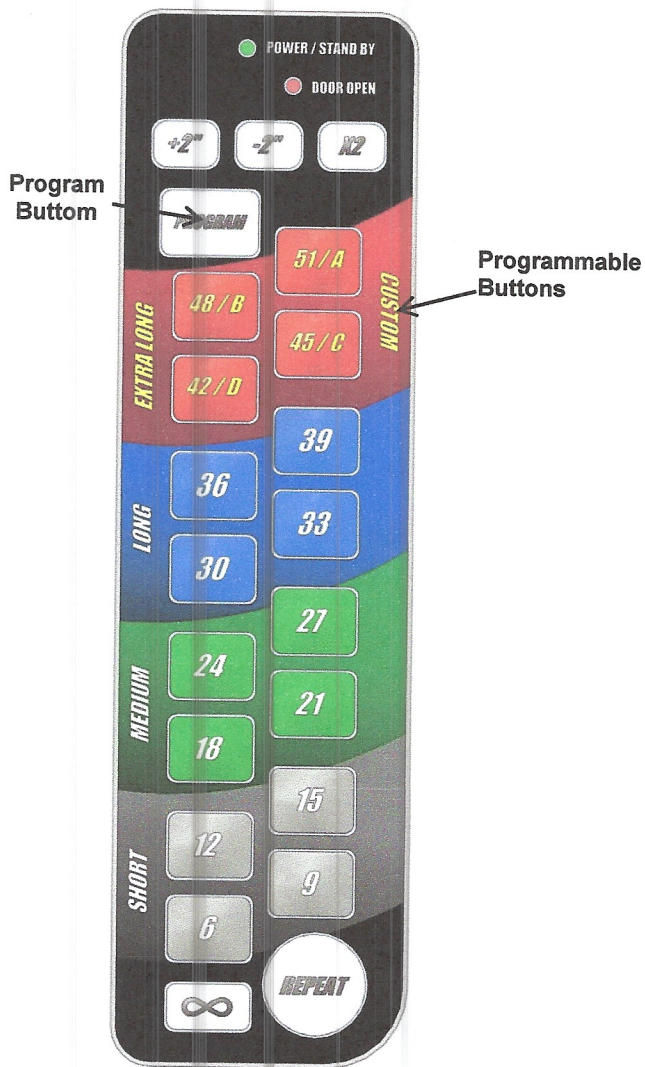 POWER / STAND BY
DOOR OPEN
+2" -2" X2
Program
Buttom
PROGRAM
51/A
Programmable
Buttons
48/B
CUSTOM
45/C
EXTRA LONG
42/D
39
36
33
LONG
30
27
24
MEDIUM
21
18
15
12
SHORT
9
6
REPEAT
∞